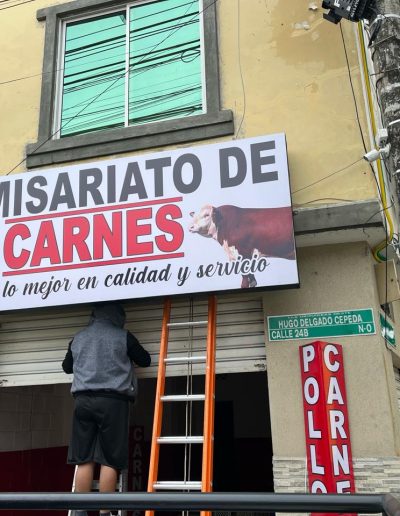 MISARIATO DE
CARNES
lo mejor en calidad y servicio
HUGO DELGADO CEPEDA
CALLE 24B N-O
POLLO
CARNE